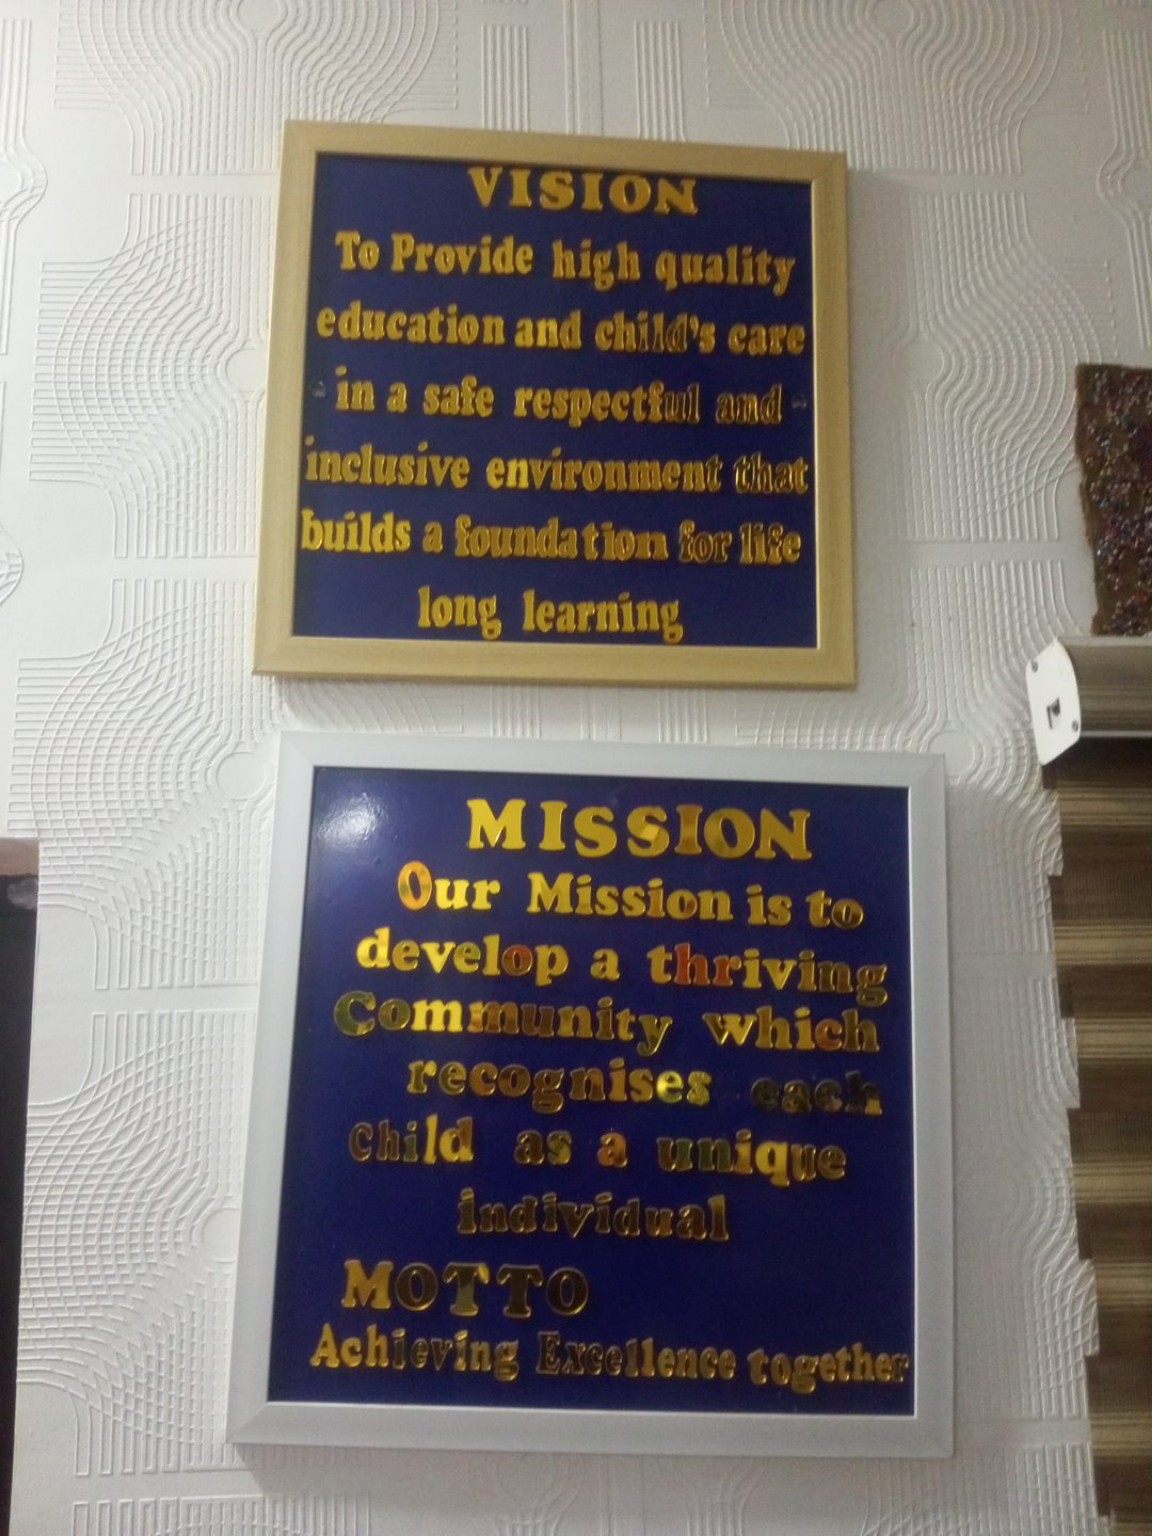 VISION
To Provide high quality
education and child's care
in a safe respectful and
inclusive environment that
builds a foundation for life
long learning
MISSION
Our Mission is to
develop a thriving
Community which
recognises each
child as a unique
individual
MOTTO
Achieving Excellence together